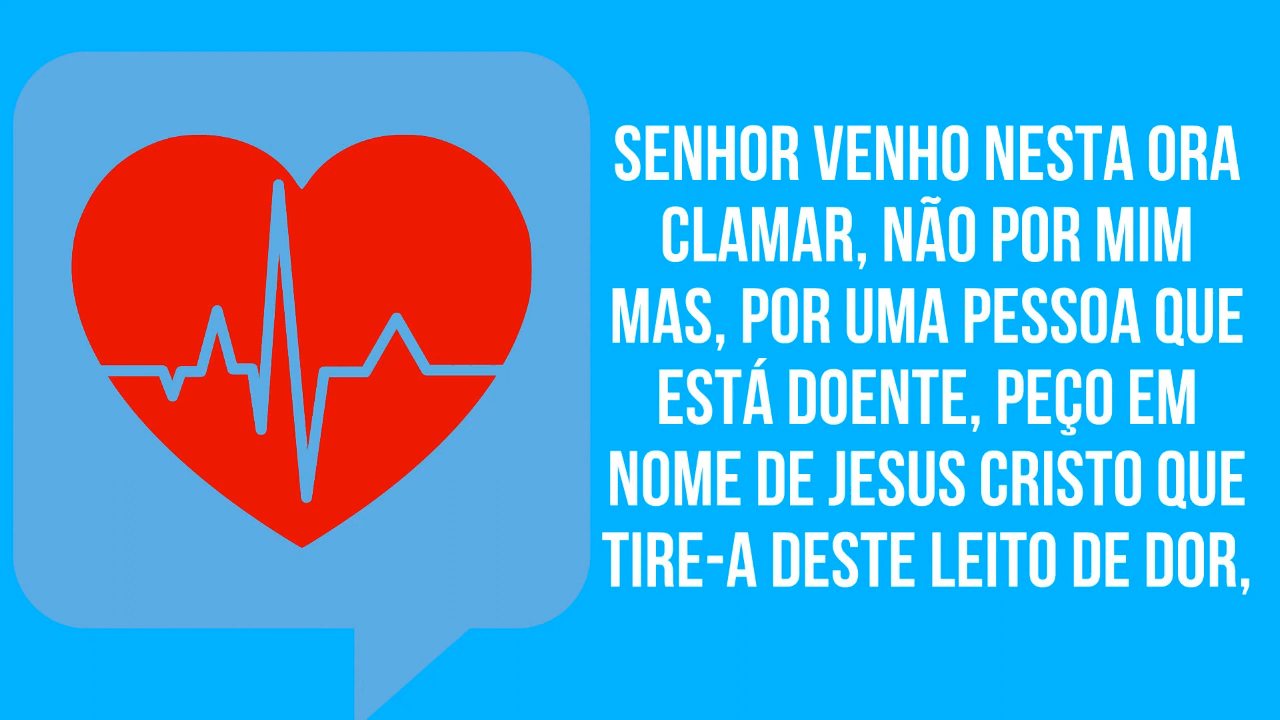 SENHOR VENHO NESTA ORA
CLAMAR, NÃO POR MIM
MAS, POR UMA PESSOA QUE
ESTÁ DOENTE, PEÇO EM
NOME DE JESUS CRISTO QUE
TIRE-A DESTE LEITO DE DOR,